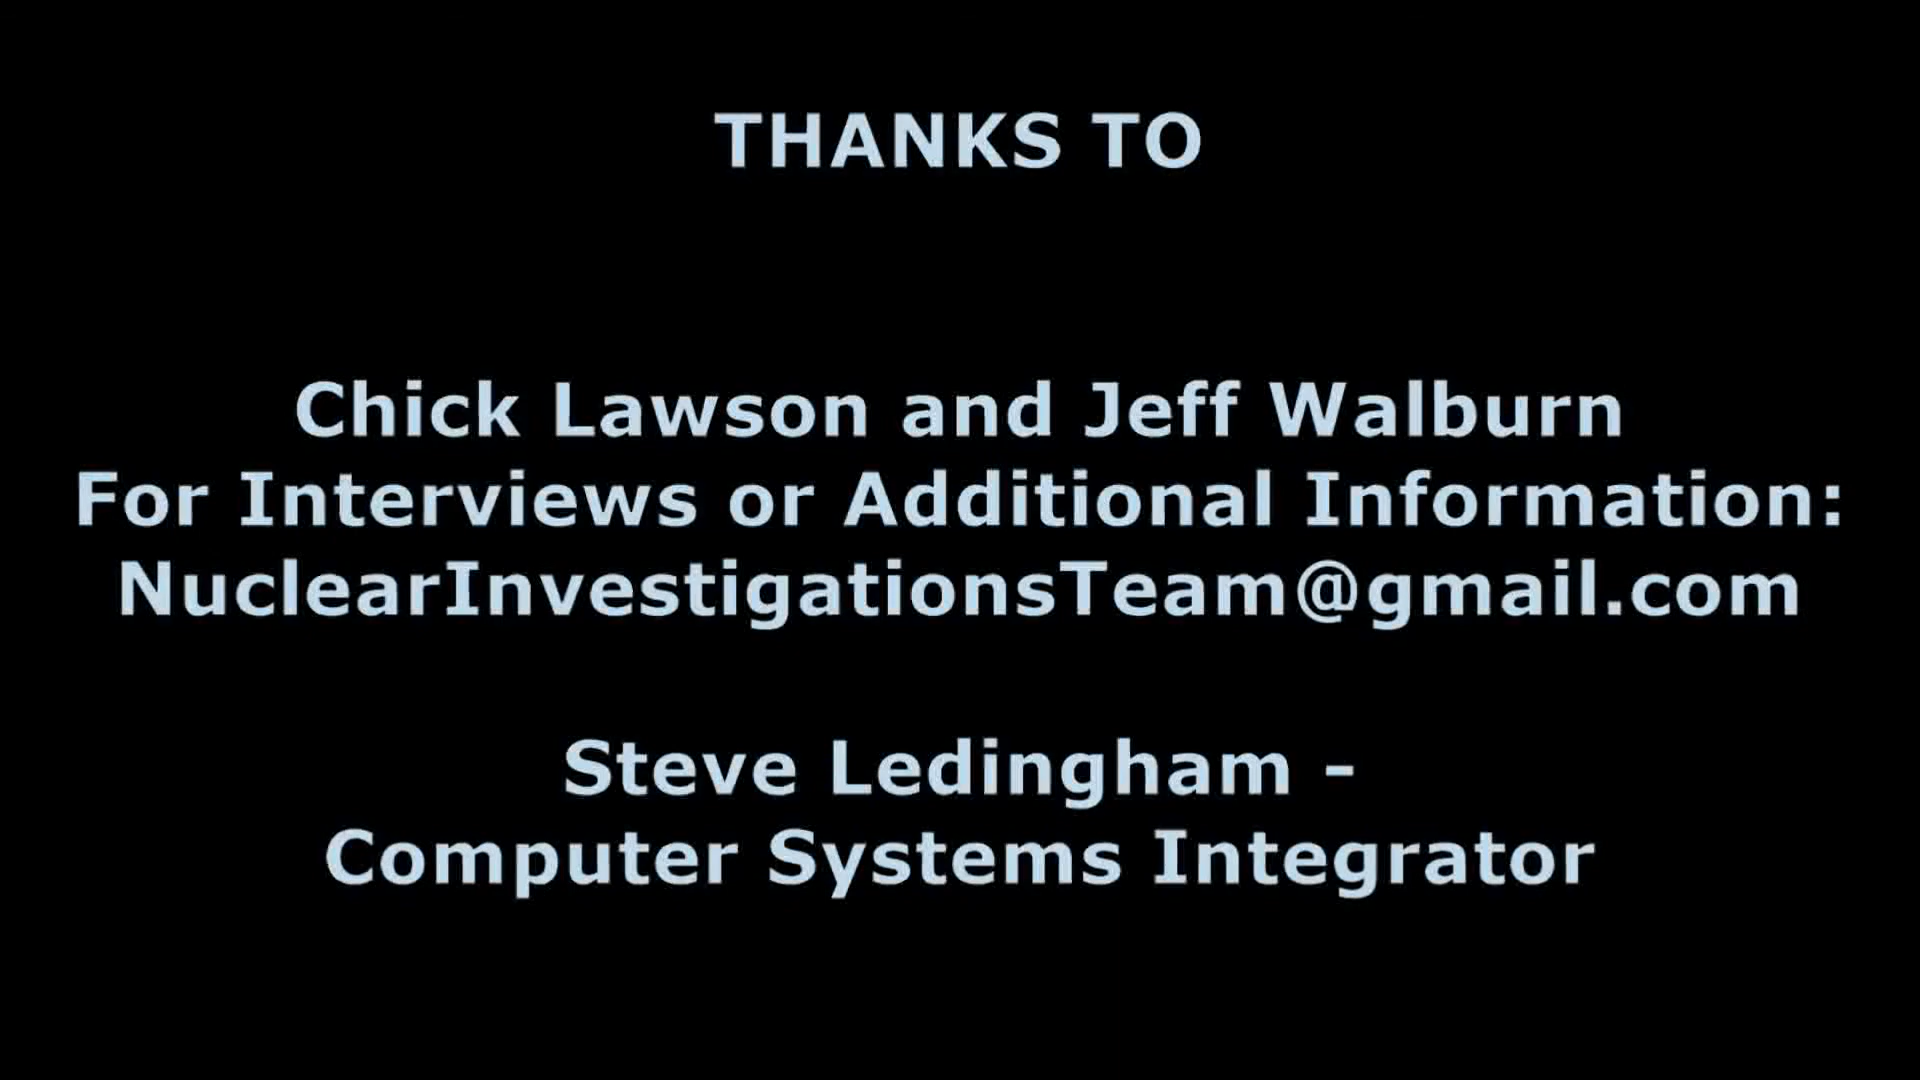 THANKS TO
Chick Lawson and Jeff Walburn
For Interviews or Additional Information:
NuclearInvestigationsTeam@gmail.com
Steve Ledingham -
Computer Systems Integrator